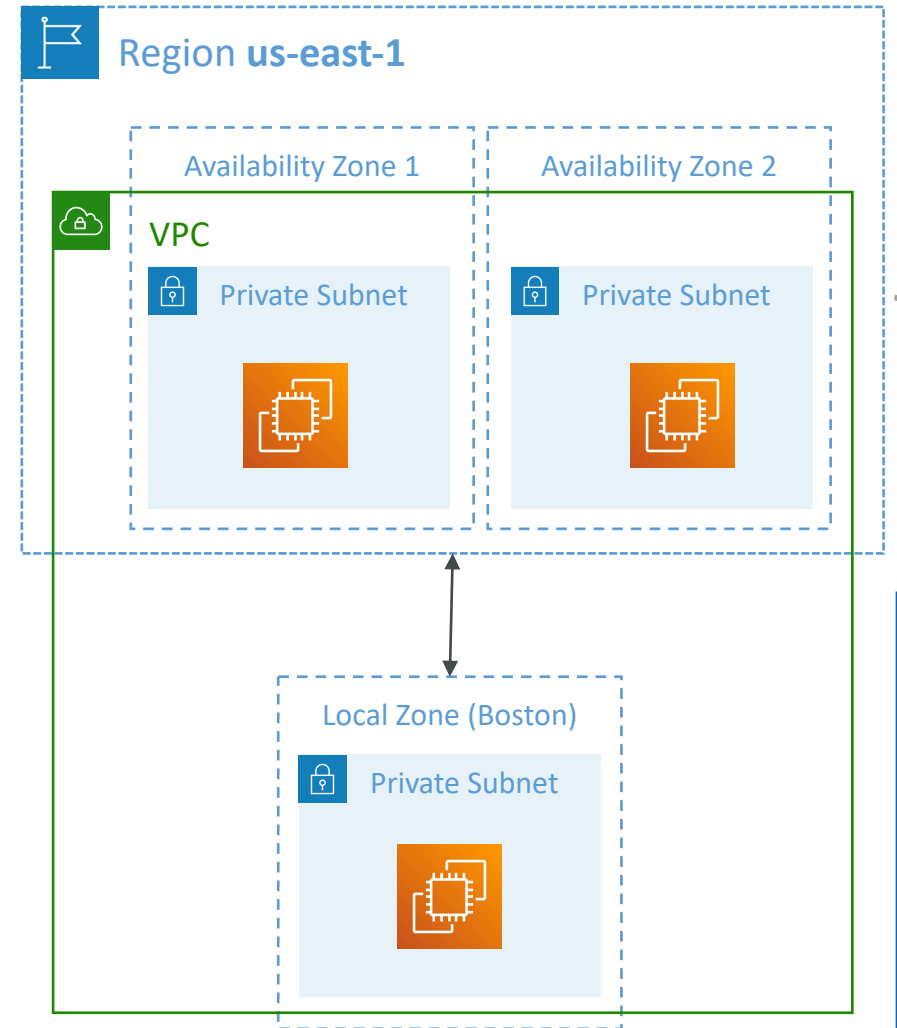 Region us-east-1
Availability Zone 1
Availability Zone 2
VPC
Private Subnet
Private Subnet
Local Zone (Boston)
Private Subnet